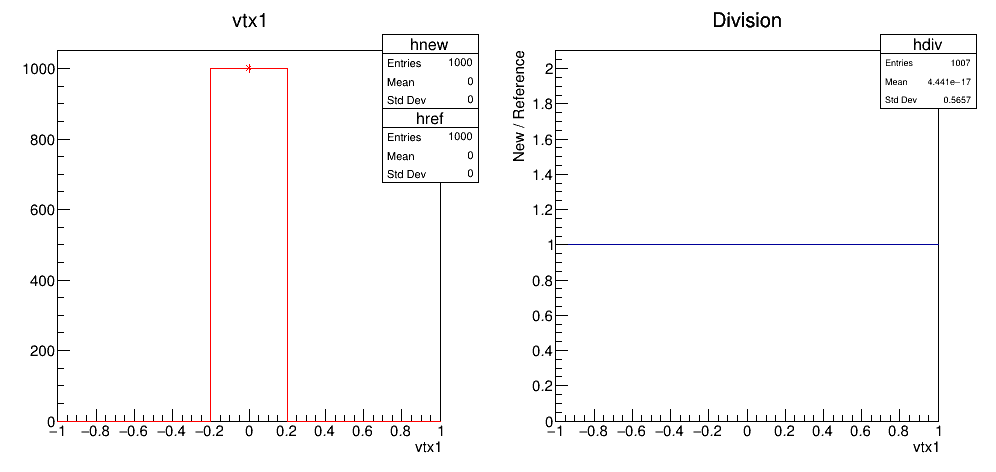 vtx1
hnew
Entries 1000
Mean 0
Std Dev 0
href
Entries 1000
Mean 0
Std Dev 0
1000
800
600
400
200
0
−1 −0.8 −0.6 −0.4 −0.2 0 0.2 0.4 0.6 0.8 1
vtx1
Division
hdiv
Entries 1007
Mean 4.441e−17
Std Dev 0.5657
New / Reference
2
1.8
1.6
1.4
1.2
1
0.8
0.6
0.4
0.2
0
−1 −0.8 −0.6 −0.4 −0.2 0 0.2 0.4 0.6 0.8 1
vtx1